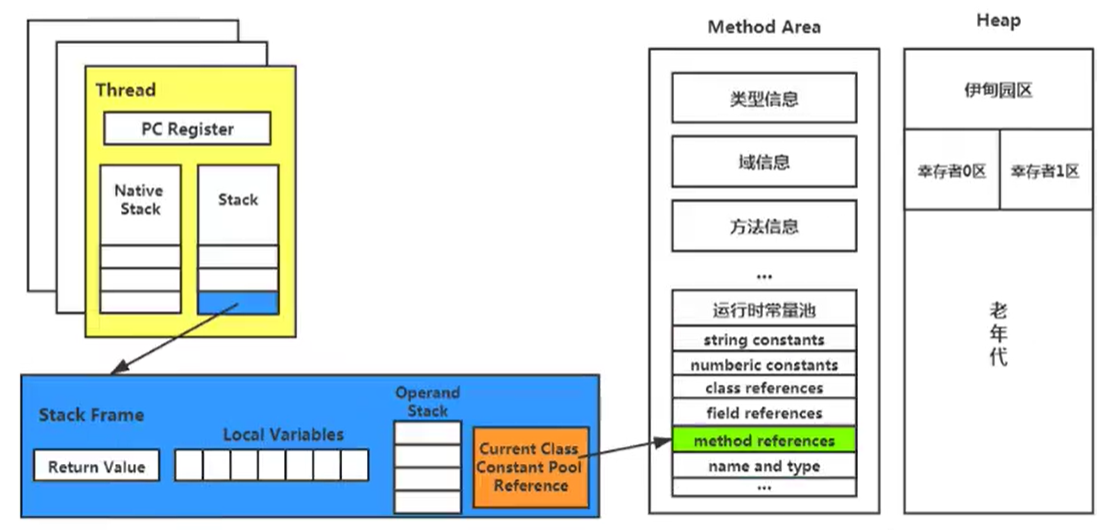 Thread
PC Register
Native
Stack
Stack
Stack Frame
Return Value
Local Variables
Operand
Stack
Current Class
Constant Pool
Reference
Method Area
类型信息
域信息
方法信息
...
运行时常量池
string constants
numberic constants
class references
field references
method references
name and type
...
Heap
伊甸园区
幸存者0区
幸存者1区
老
年
代